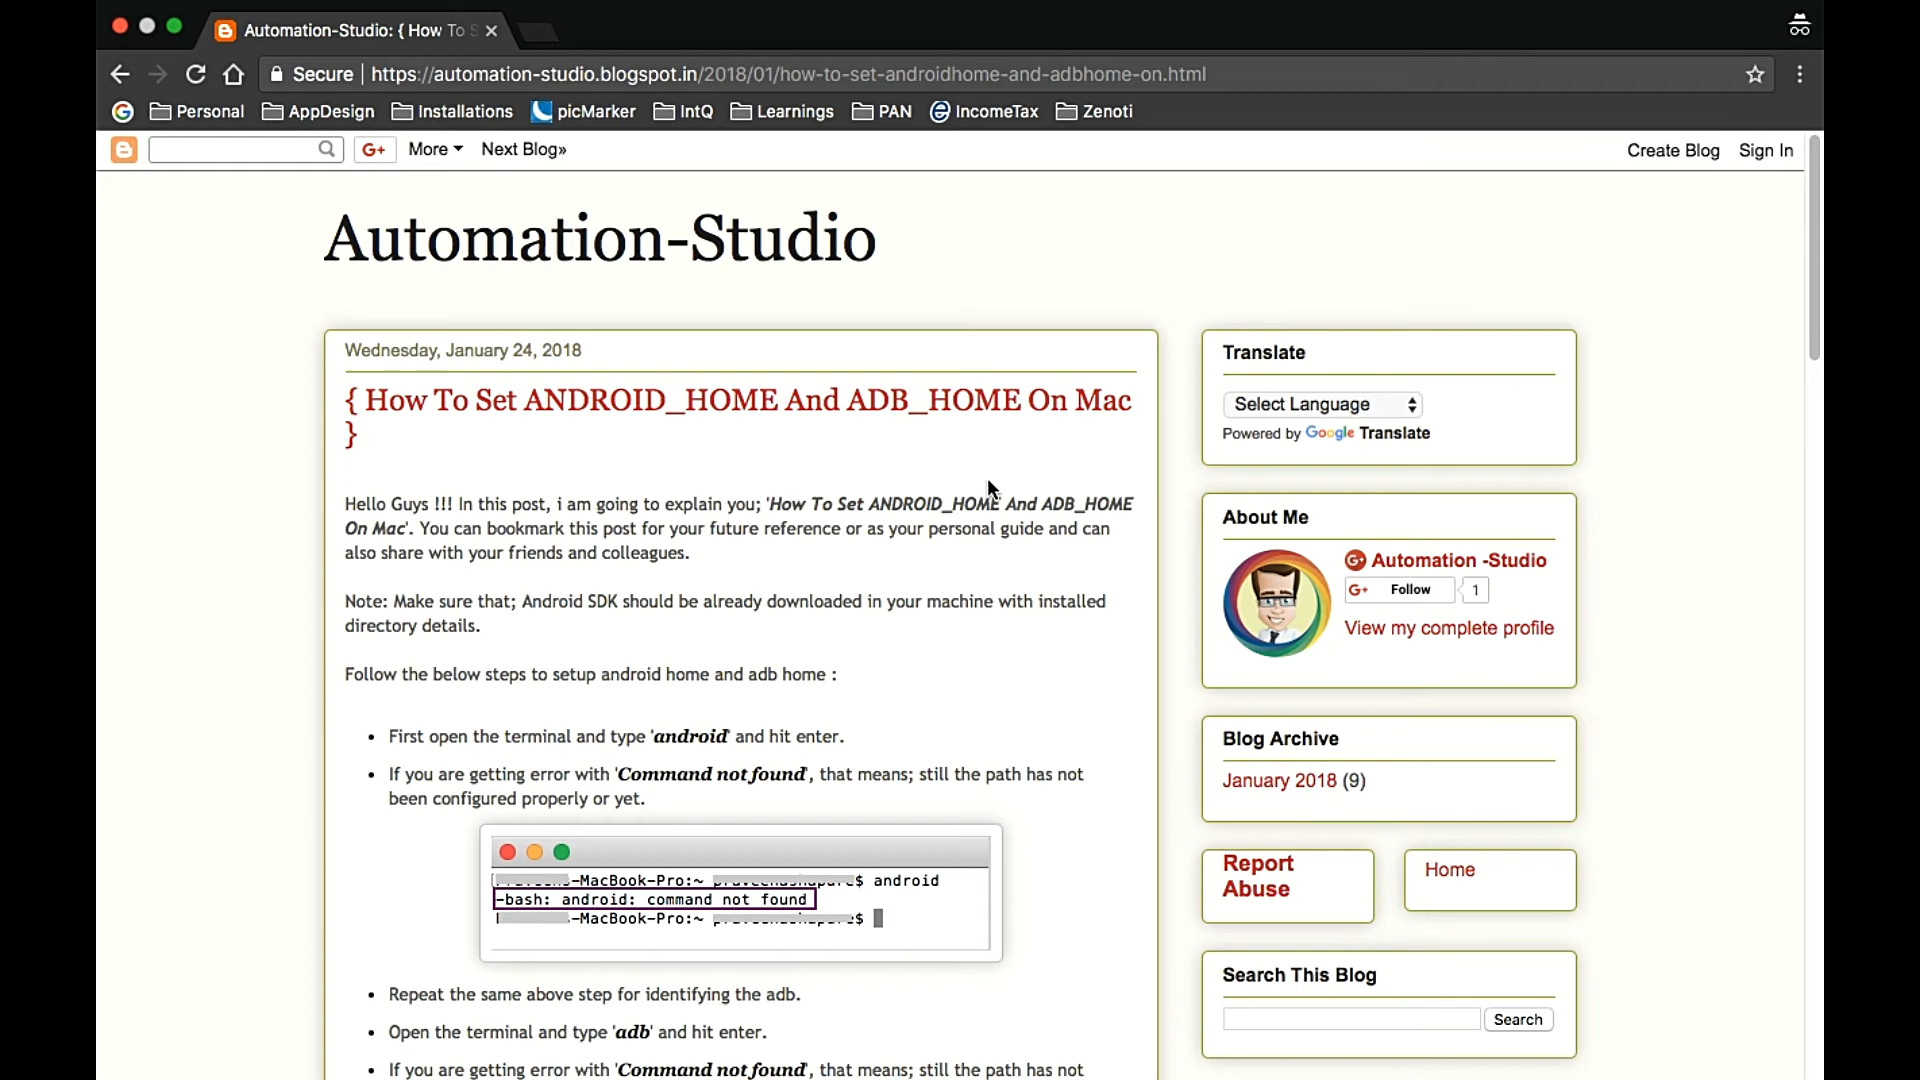 Automation-Studio: { How To S
Secure | https://automation-studio.blogspot.in/2018/01/how-to-set-androidhome-and-adbhome-on.html
Personal AppDesign Installations picMarker IntQ Learnings PAN IncomeTax Zenoti
G+ More Next Blog» Create Blog Sign In
Automation-Studio
Wednesday, January 24, 2018
{ How To Set ANDROID_HOME And ADB_HOME On Mac
}
Hello Guys !!! In this post, i am going to explain you; 'How To Set ANDROID_HOME And ADB_HOME
On Mac'. You can bookmark this post for your future reference or as your personal guide and can
also share with your friends and colleagues.
Note: Make sure that; Android SDK should be already downloaded in your machine with installed
directory details.
Follow the below steps to setup android home and adb home :
• First open the terminal and type 'android' and hit enter.
• If you are getting error with 'Command not found', that means; still the path has not
been configured properly or yet.
-MacBook-Pro:~ $ android
-bash: android: command not found
-MacBook-Pro:~ $
• Repeat the same above step for identifying the adb.
• Open the terminal and type 'adb' and hit enter.
• If you are getting error with 'Command not found', that means; still the path has not
Translate
Select Language
Powered by Google Translate
About Me
G+ Automation -Studio
G+ Follow 1
View my complete profile
Blog Archive
January 2018 (9)
Report
Abuse
Home
Search This Blog
Search